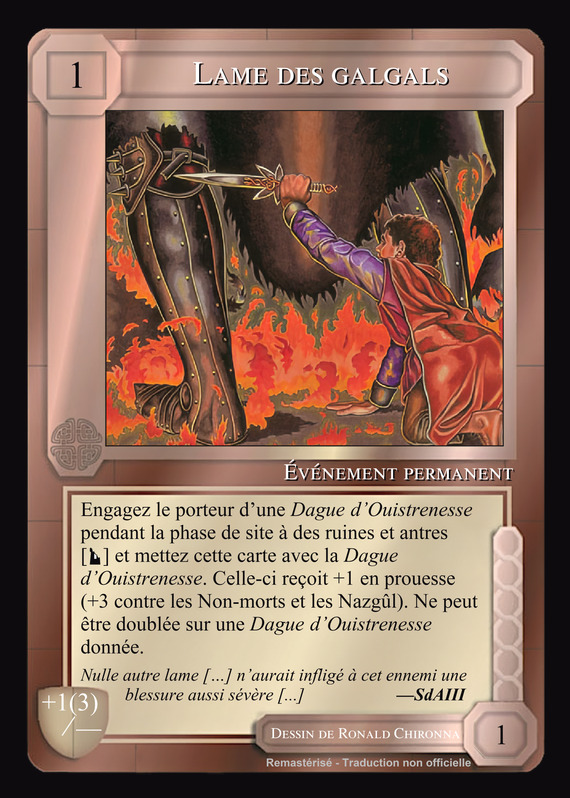 1
Lame des galgals
Événement permanent
Engagez le porteur d'une Dague d'Ouistrenesse
pendant la phase de site à des ruines et antres
[ ] et mettez cette carte avec la Dague
d'Ouistrenesse. Celle-ci reçoit +1 en prouesse
(+3 contre les Non-morts et les Nazgûl). Ne peut
être doublée sur une Dague d'Ouistrenesse
donnée.
Nulle autre lame [...] n'aurait infligé à cet ennemi une
blessure aussi sévère [...] —SdAIII
+1(3)
/—
Dessin de Ronald Chironna
1
Remastérisé - Traduction non officielle